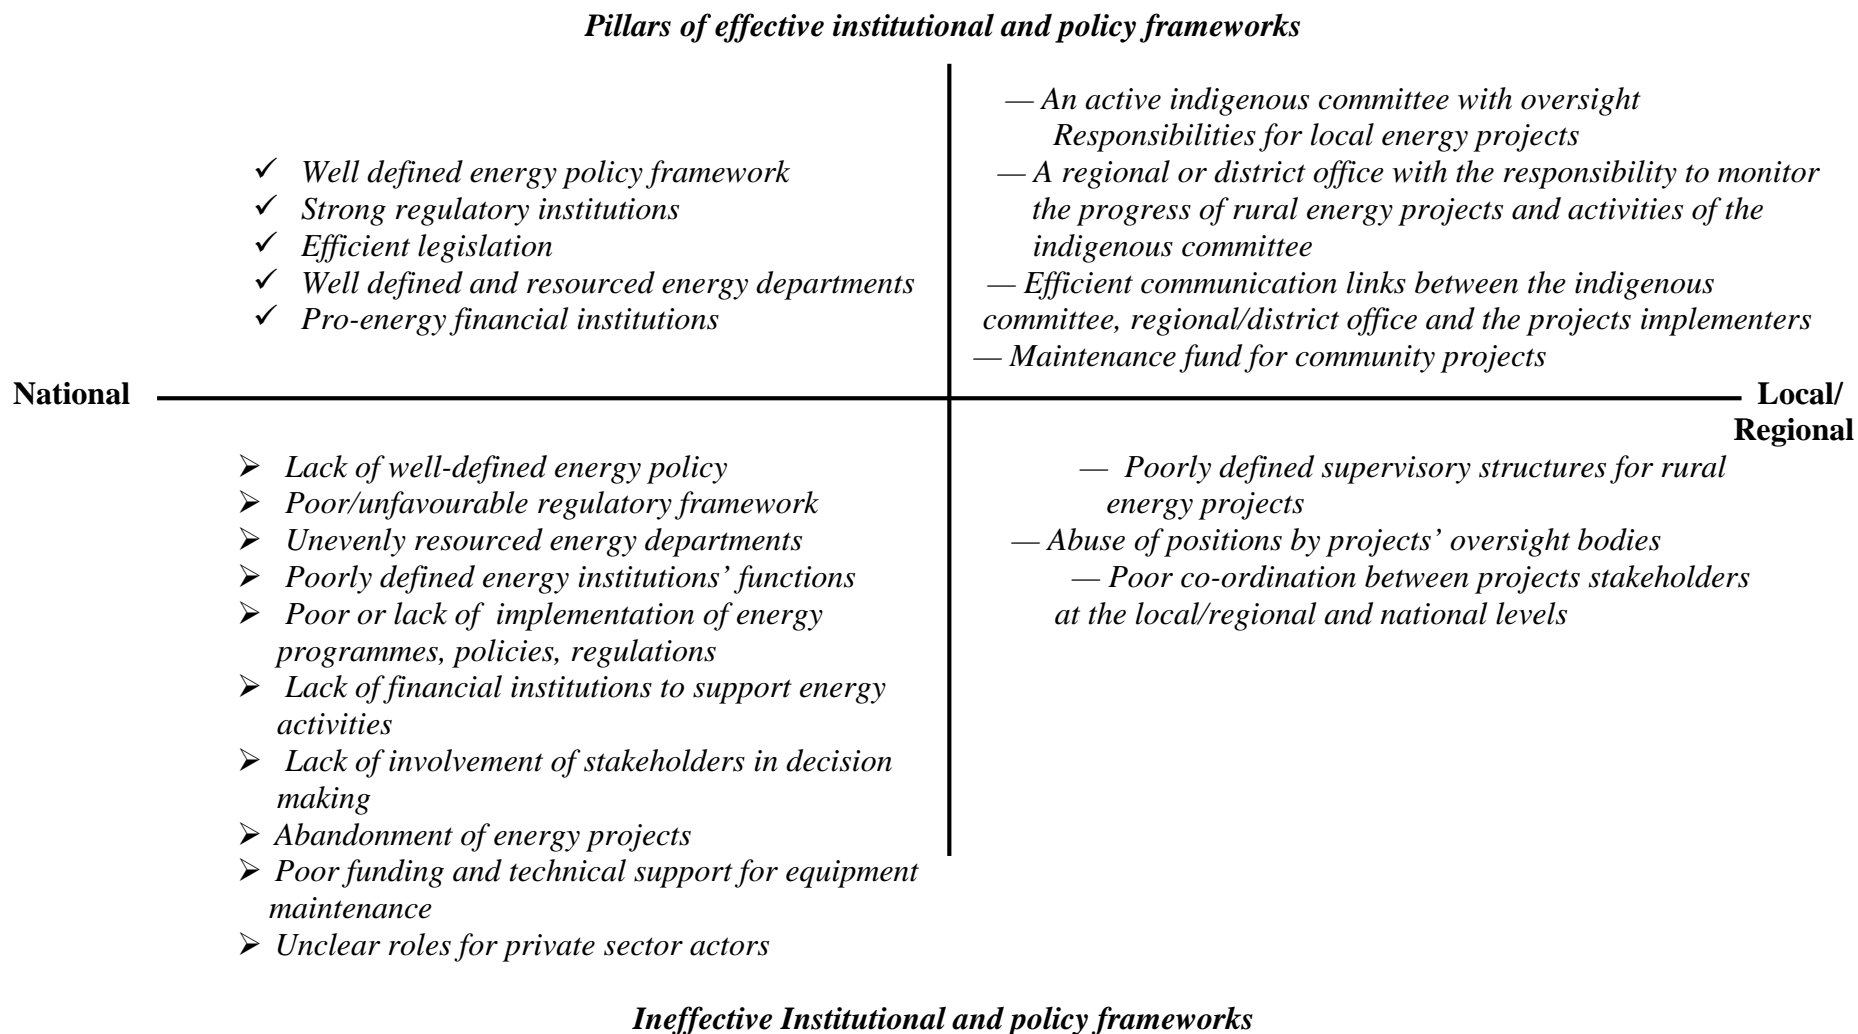 Pillars of effective institutional and policy frameworks
✓ Well defined energy policy framework
✓ Strong regulatory institutions
✓ Efficient legislation
✓ Well defined and resourced energy departments
✓ Pro-energy financial institutions
— An active indigenous committee with oversight
Responsibilities for local energy projects
— A regional or district office with the responsibility to monitor
the progress of rural energy projects and activities of the
indigenous committee
— Efficient communication links between the indigenous
committee, regional/district office and the projects implementers
— Maintenance fund for community projects
National
Local/
Regional
➢ Lack of well-defined energy policy
➢ Poor/unfavourable regulatory framework
➢ Unevenly resourced energy departments
➢ Poorly defined energy institutions’ functions
➢ Poor or lack of implementation of energy
programmes, policies, regulations
➢ Lack of financial institutions to support energy
activities
➢ Lack of involvement of stakeholders in decision
making
➢ Abandonment of energy projects
➢ Poor funding and technical support for equipment
maintenance
➢ Unclear roles for private sector actors
— Poorly defined supervisory structures for rural
energy projects
— Abuse of positions by projects’ oversight bodies
— Poor co-ordination between projects stakeholders
at the local/regional and national levels
Ineffective Institutional and policy frameworks